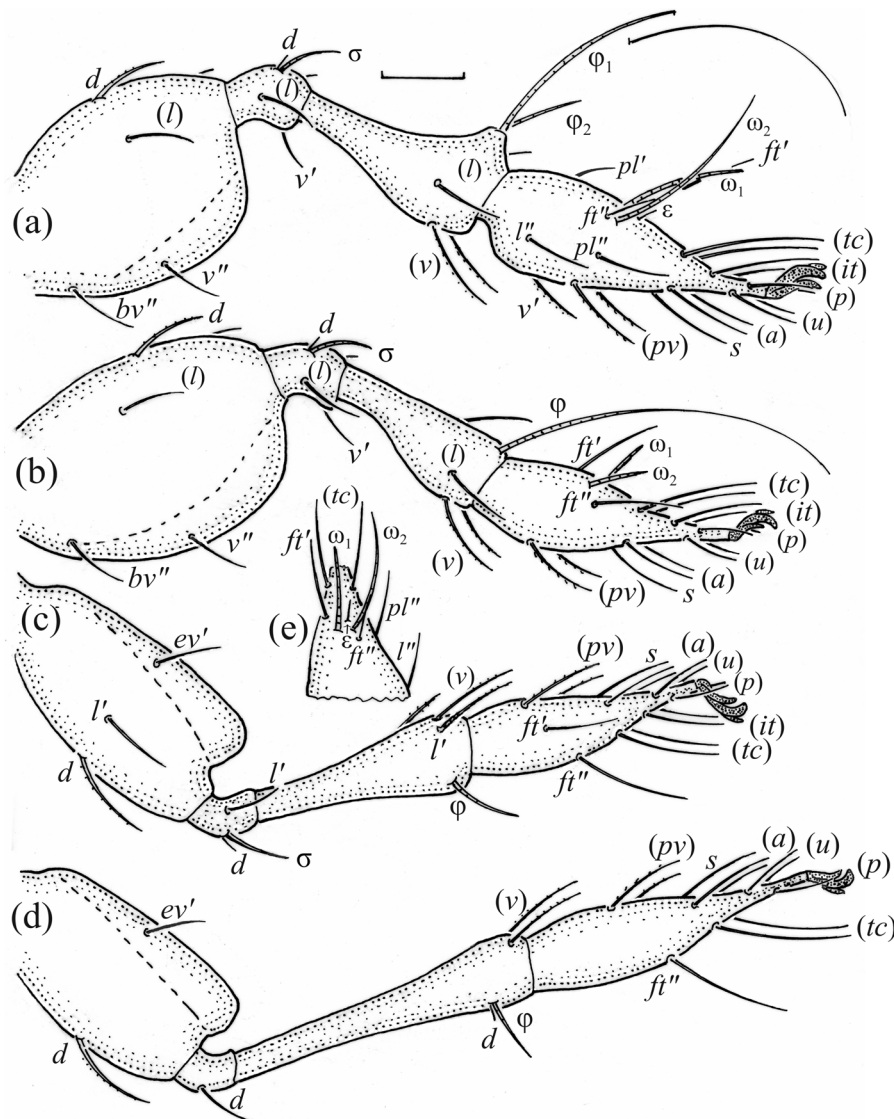 d σ
d (l) φ₁
(l) φ₂ ω₂
v' (l) pl' ft'
ω₁
ft" ε
(a) l" pl" (tc)
v" (v) (it)
bv" v' (pv) s (a) (u) (p)
d d σ
(l) (l) φ ft' ω₁
ω₂
(b) v' (l) ft" (tc)
(it)
bv" v" (v) (pv) s (a) (u) (p)
(tc)
ft' ω₁ ω₂
pl"
(e) ε ft" l"
(c) ev' (v) (pv) s (a) (u)
(p)
l' l' ft' (it)
d l' (tc)
φ ft"
d σ
(d) ev' (v) (pv) s (a) (u) (p)
(tc)
ft"
d φ
d d